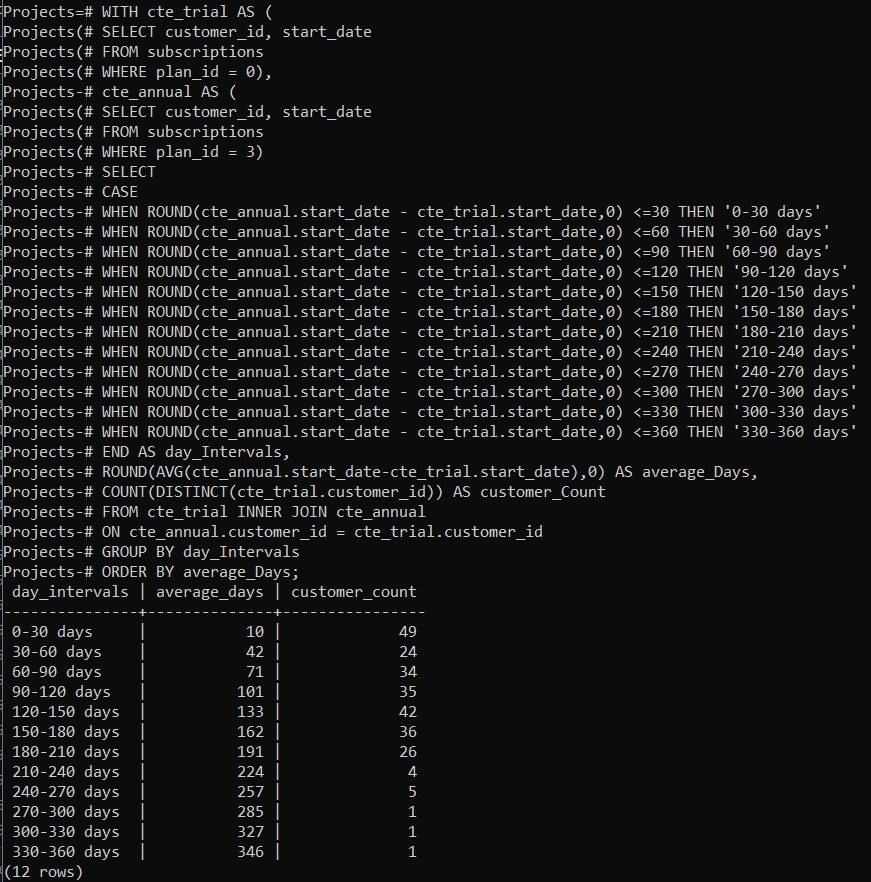 Projects=# WITH cte_trial AS (
Projects(# SELECT customer_id, start_date
Projects(# FROM subscriptions
Projects(# WHERE plan_id = 0),
Projects-# cte_annual AS (
Projects(# SELECT customer_id, start_date
Projects(# FROM subscriptions
Projects(# WHERE plan_id = 3)
Projects-# SELECT
Projects-# CASE
Projects-# WHEN ROUND(cte_annual.start_date - cte_trial.start_date,0) <=30 THEN '0-30 days'
Projects-# WHEN ROUND(cte_annual.start_date - cte_trial.start_date,0) <=60 THEN '30-60 days'
Projects-# WHEN ROUND(cte_annual.start_date - cte_trial.start_date,0) <=90 THEN '60-90 days'
Projects-# WHEN ROUND(cte_annual.start_date - cte_trial.start_date,0) <=120 THEN '90-120 days'
Projects-# WHEN ROUND(cte_annual.start_date - cte_trial.start_date,0) <=150 THEN '120-150 days'
Projects-# WHEN ROUND(cte_annual.start_date - cte_trial.start_date,0) <=180 THEN '150-180 days'
Projects-# WHEN ROUND(cte_annual.start_date - cte_trial.start_date,0) <=210 THEN '180-210 days'
Projects-# WHEN ROUND(cte_annual.start_date - cte_trial.start_date,0) <=240 THEN '210-240 days'
Projects-# WHEN ROUND(cte_annual.start_date - cte_trial.start_date,0) <=270 THEN '240-270 days'
Projects-# WHEN ROUND(cte_annual.start_date - cte_trial.start_date,0) <=300 THEN '270-300 days'
Projects-# WHEN ROUND(cte_annual.start_date - cte_trial.start_date,0) <=330 THEN '300-330 days'
Projects-# WHEN ROUND(cte_annual.start_date - cte_trial.start_date,0) <=360 THEN '330-360 days'
Projects-# END AS day_Intervals,
Projects-# ROUND(AVG(cte_annual.start_date-cte_trial.start_date),0) AS average_Days,
Projects-# COUNT(DISTINCT(cte_trial.customer_id)) AS customer_Count
Projects-# FROM cte_trial INNER JOIN cte_annual
Projects-# ON cte_annual.customer_id = cte_trial.customer_id
Projects-# GROUP BY day_Intervals
Projects-# ORDER BY average_Days;
 day_intervals | average_days | customer_count
---------------+--------------+----------------
 0-30 days     |           10 |             49
 30-60 days    |           42 |             24
 60-90 days    |           71 |             34
 90-120 days   |          101 |             35
 120-150 days  |          133 |             42
 150-180 days  |          162 |             36
 180-210 days  |          191 |             26
 210-240 days  |          224 |              4
 240-270 days  |          257 |              5
 270-300 days  |          285 |              1
 300-330 days  |          327 |              1
 330-360 days  |          346 |              1
(12 rows)